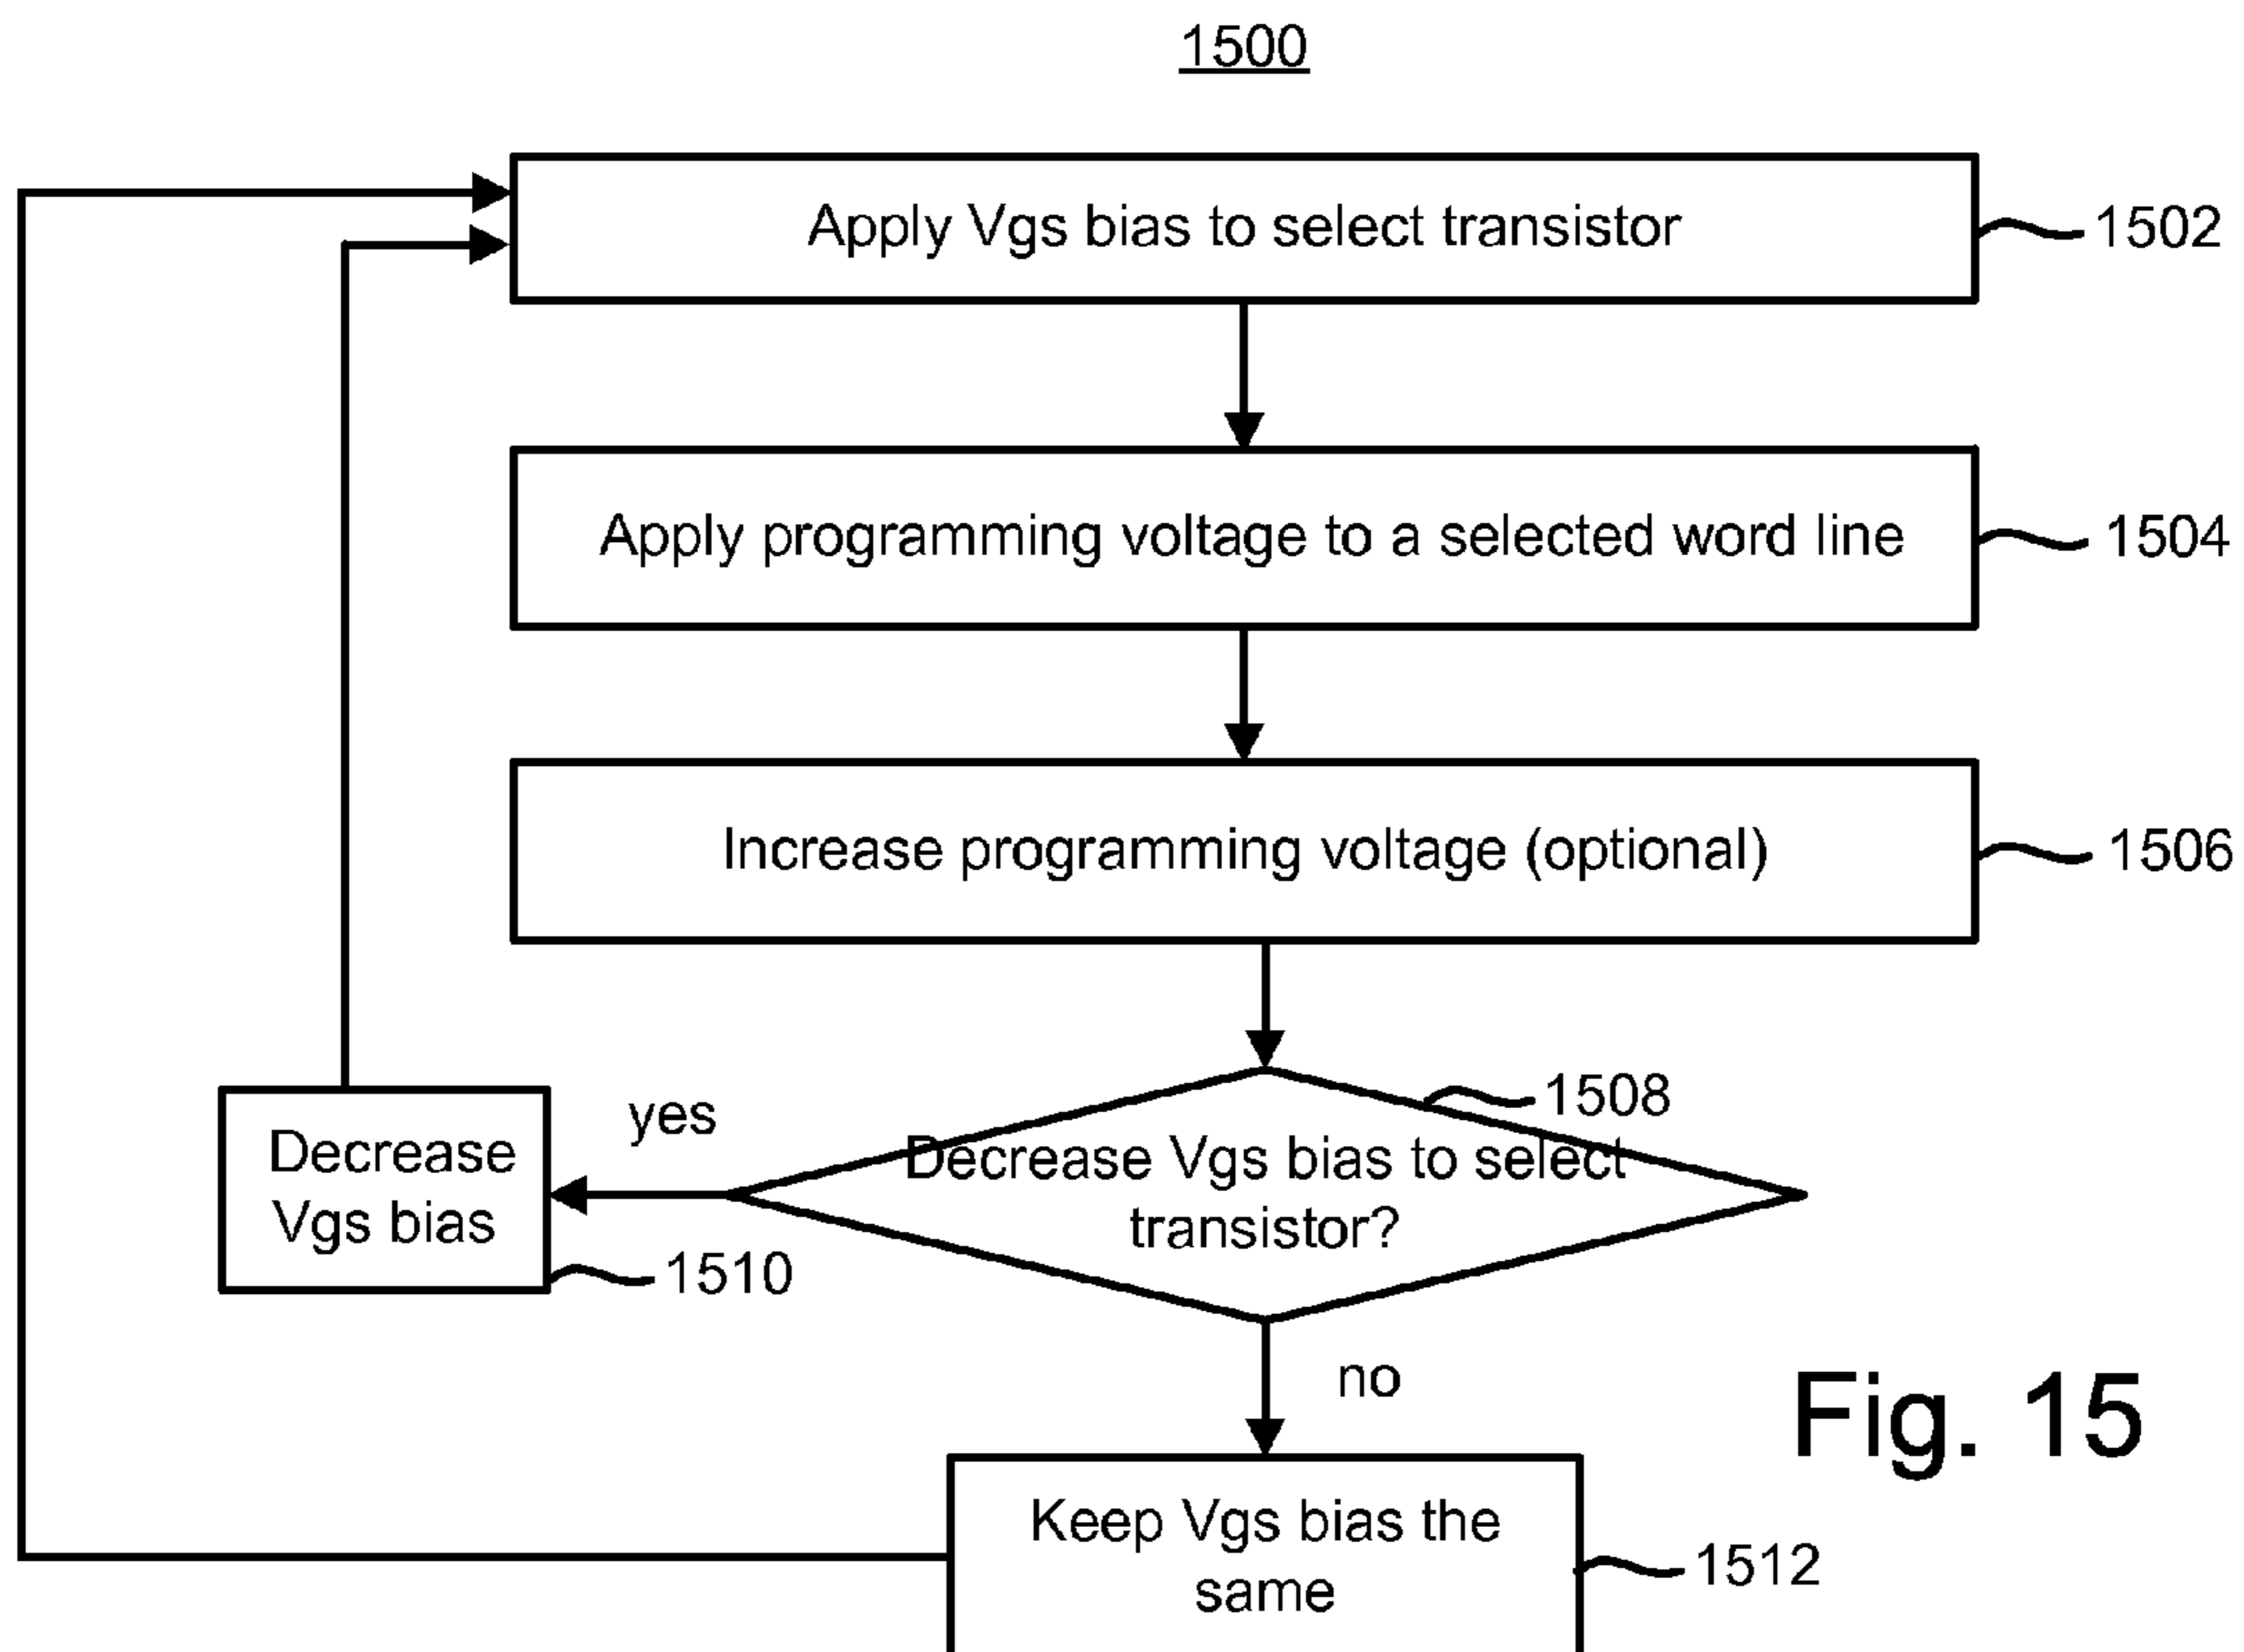 1500
Apply Vgs bias to select transistor
1502
Apply programming voltage to a selected word line
1504
Increase programming voltage (optional)
1506
1508
Decrease Vgs bias to select
transistor?
yes
Decrease
Vgs bias
1510
no
Keep Vgs bias the
same
1512
Fig. 15